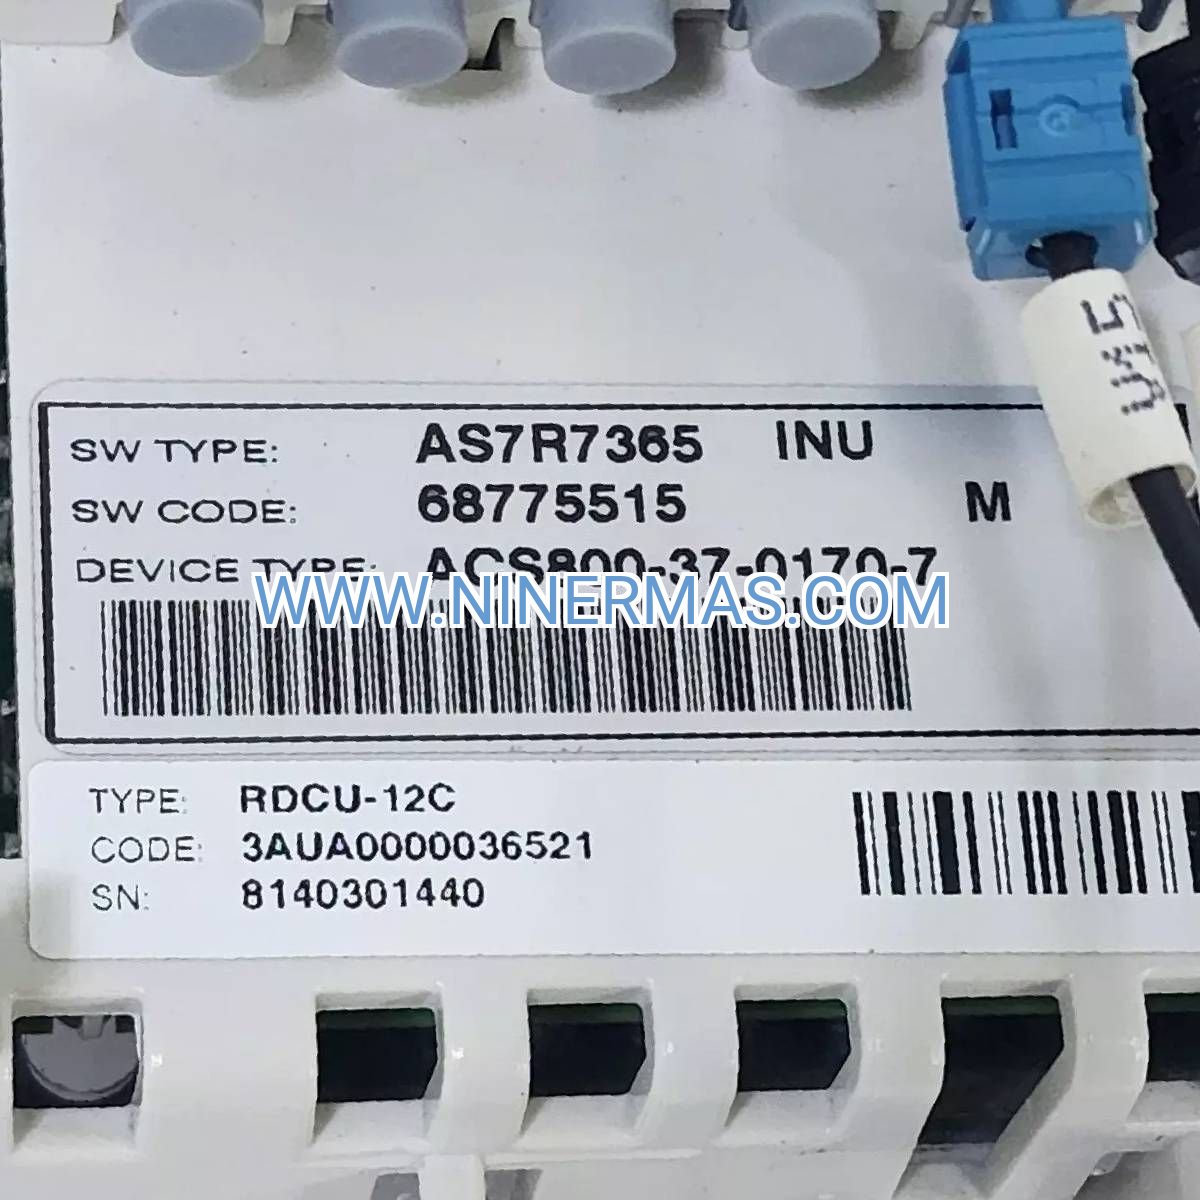 SW TYPE: AS7R7365 INU
SW CODE: 68775515 M
DEVICE TYPE: ACS800-37-0170-7
WWW.NINERMAS.COM
TYPE: RDCU-12C
CODE: 3AUA0000036521
SN: 8140301440